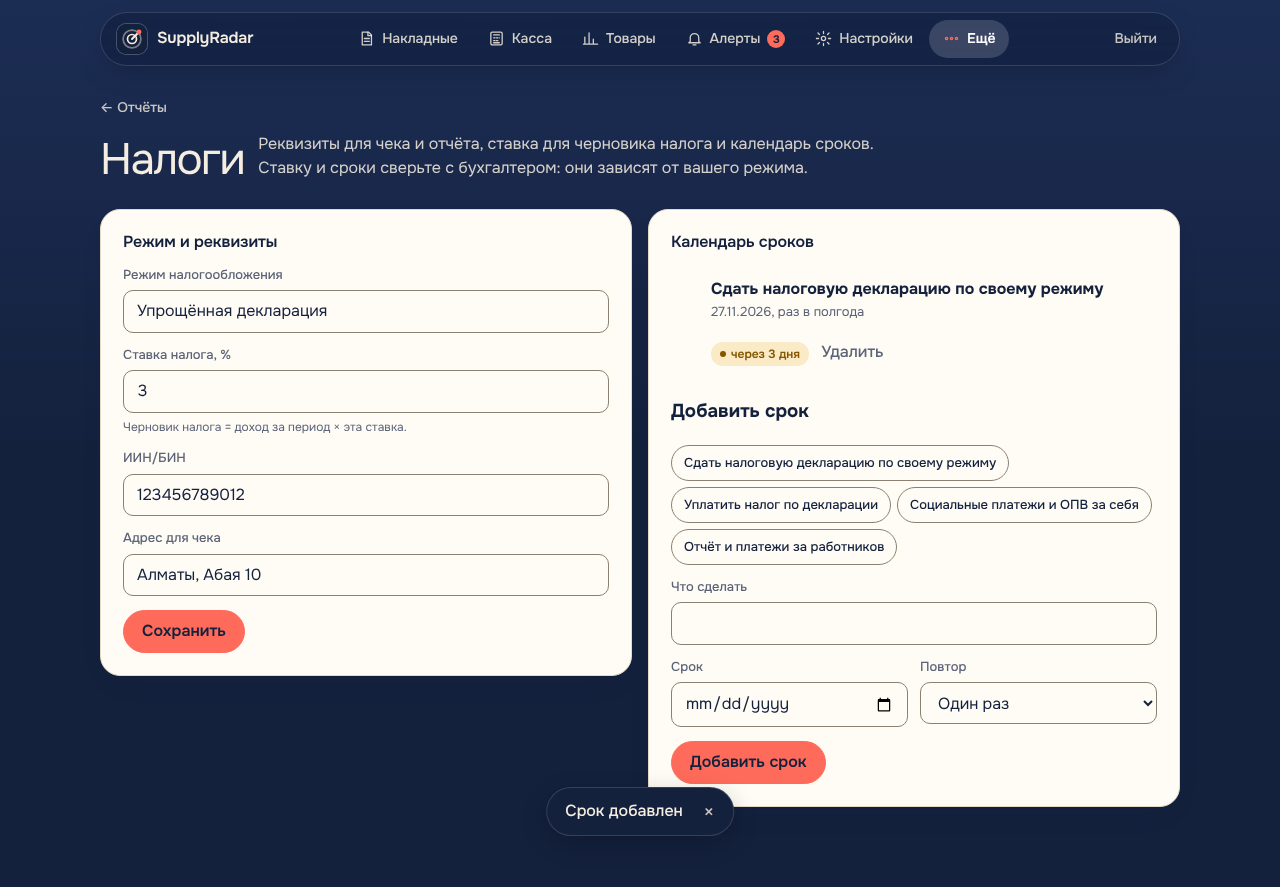 SupplyRadar
Накладные
Касса
Товары
Алерты 3
Настройки
Ещё
Выйти
← Отчёты
Налоги
Реквизиты для чека и отчёта, ставка для черновика налога и календарь сроков.
Ставку и сроки сверьте с бухгалтером: они зависят от вашего режима.
Режим и реквизиты
Режим налогообложения
Упрощённая декларация
Ставка налога, %
3
Черновик налога = доход за период × эта ставка.
ИИН/БИН
123456789012
Адрес для чека
Алматы, Абая 10
Сохранить
Календарь сроков
Сдать налоговую декларацию по своему режиму
27.11.2026, раз в полгода
через 3 дня
Удалить
Добавить срок
Сдать налоговую декларацию по своему режиму
Уплатить налог по декларации
Социальные платежи и ОПВ за себя
Отчёт и платежи за работников
Что сделать
Срок
Повтор
mm/dd/yyyy
Один раз
Добавить срок
Срок добавлен ×